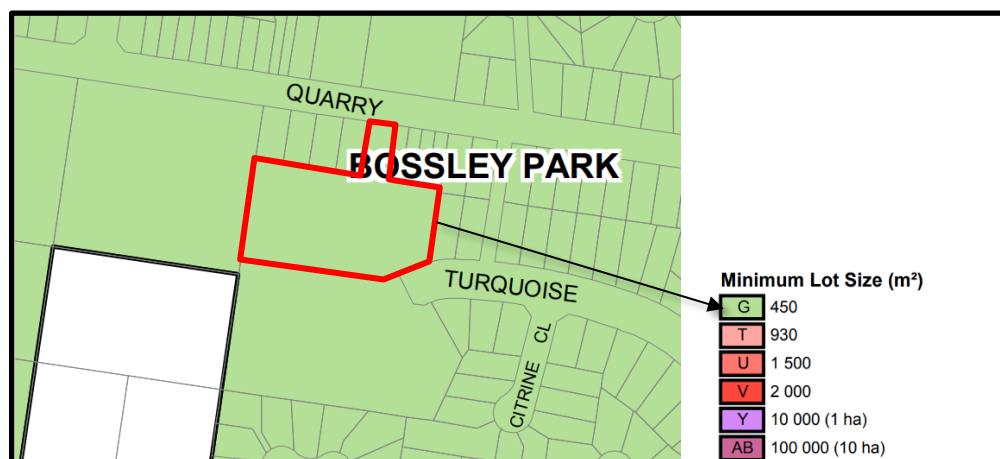 QUARRY
BOSSLEY PARK
TURQUOISE
CITRINE CL
Minimum Lot Size (m²)
G 450
T 930
U 1 500
V 2 000
Y 10 000 (1 ha)
AB 100 000 (10 ha)